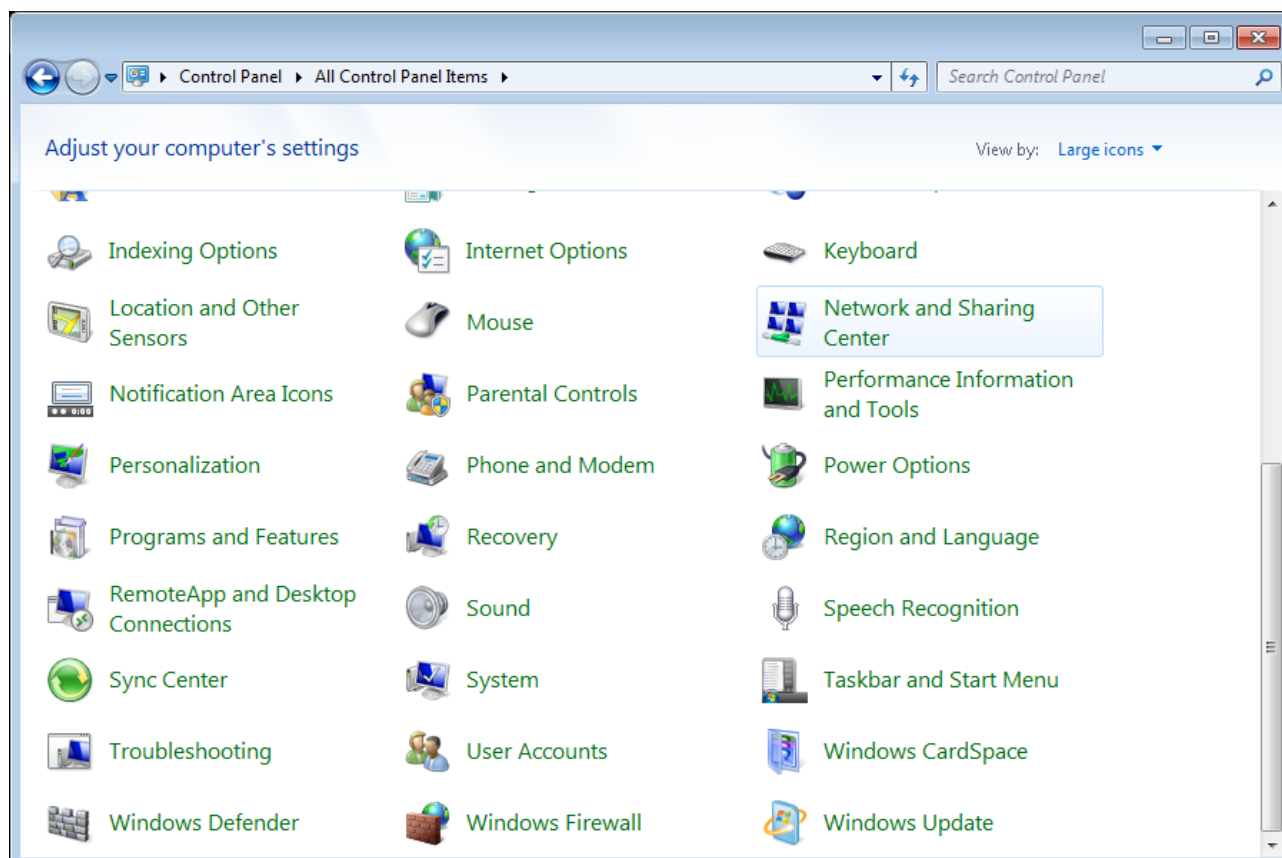 Control Panel All Control Panel Items Search Control Panel
Adjust your computer's settings View by: Large icons
Indexing Options Internet Options Keyboard
Location and Other Sensors Mouse Network and Sharing Center
Notification Area Icons Parental Controls Performance Information and Tools
Personalization Phone and Modem Power Options
Programs and Features Recovery Region and Language
RemoteApp and Desktop Connections Sound Speech Recognition
Sync Center System Taskbar and Start Menu
Troubleshooting User Accounts Windows CardSpace
Windows Defender Windows Firewall Windows Update